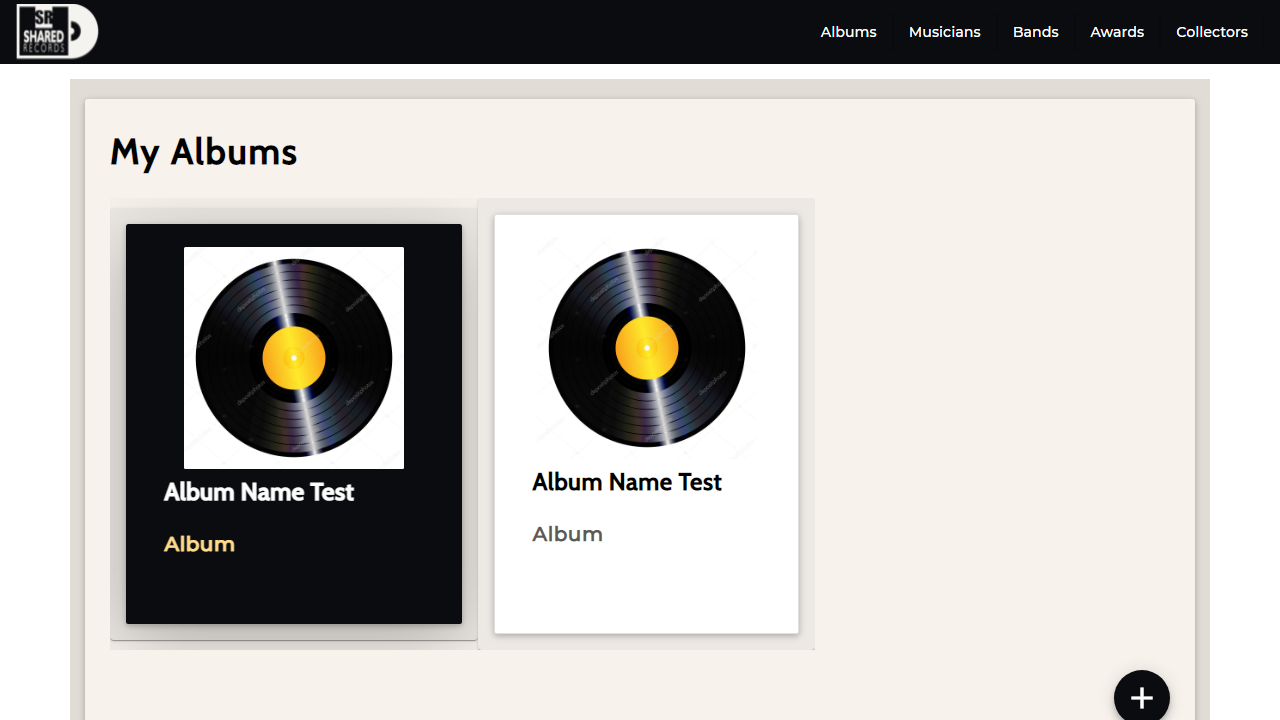 SR
SHARED
RECORDS
Albums
Musicians
Bands
Awards
Collectors
My Albums
Album Name Test
Album
Album Name Test
Album